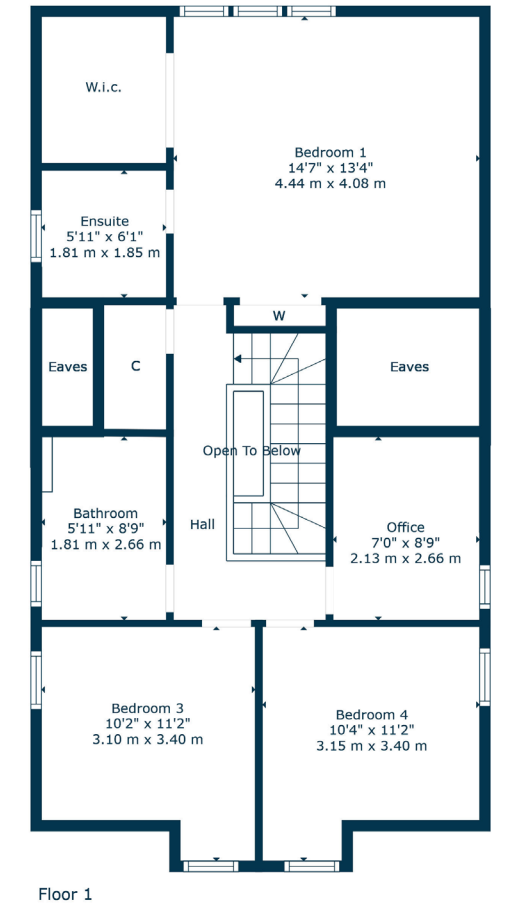 W.i.c.
Bedroom 1
14'7" x 13'4"
4.44 m x 4.08 m
Ensuite
5'11" x 6'1"
1.81 m x 1.85 m
W
Eaves
C
Eaves
Open To Below
Bathroom
5'11" x 8'9"
1.81 m x 2.66 m
Hall
Office
7'0" x 8'9"
2.13 m x 2.66 m
Bedroom 3
10'2" x 11'2"
3.10 m x 3.40 m
Bedroom 4
10'4" x 11'2"
3.15 m x 3.40 m
Floor 1